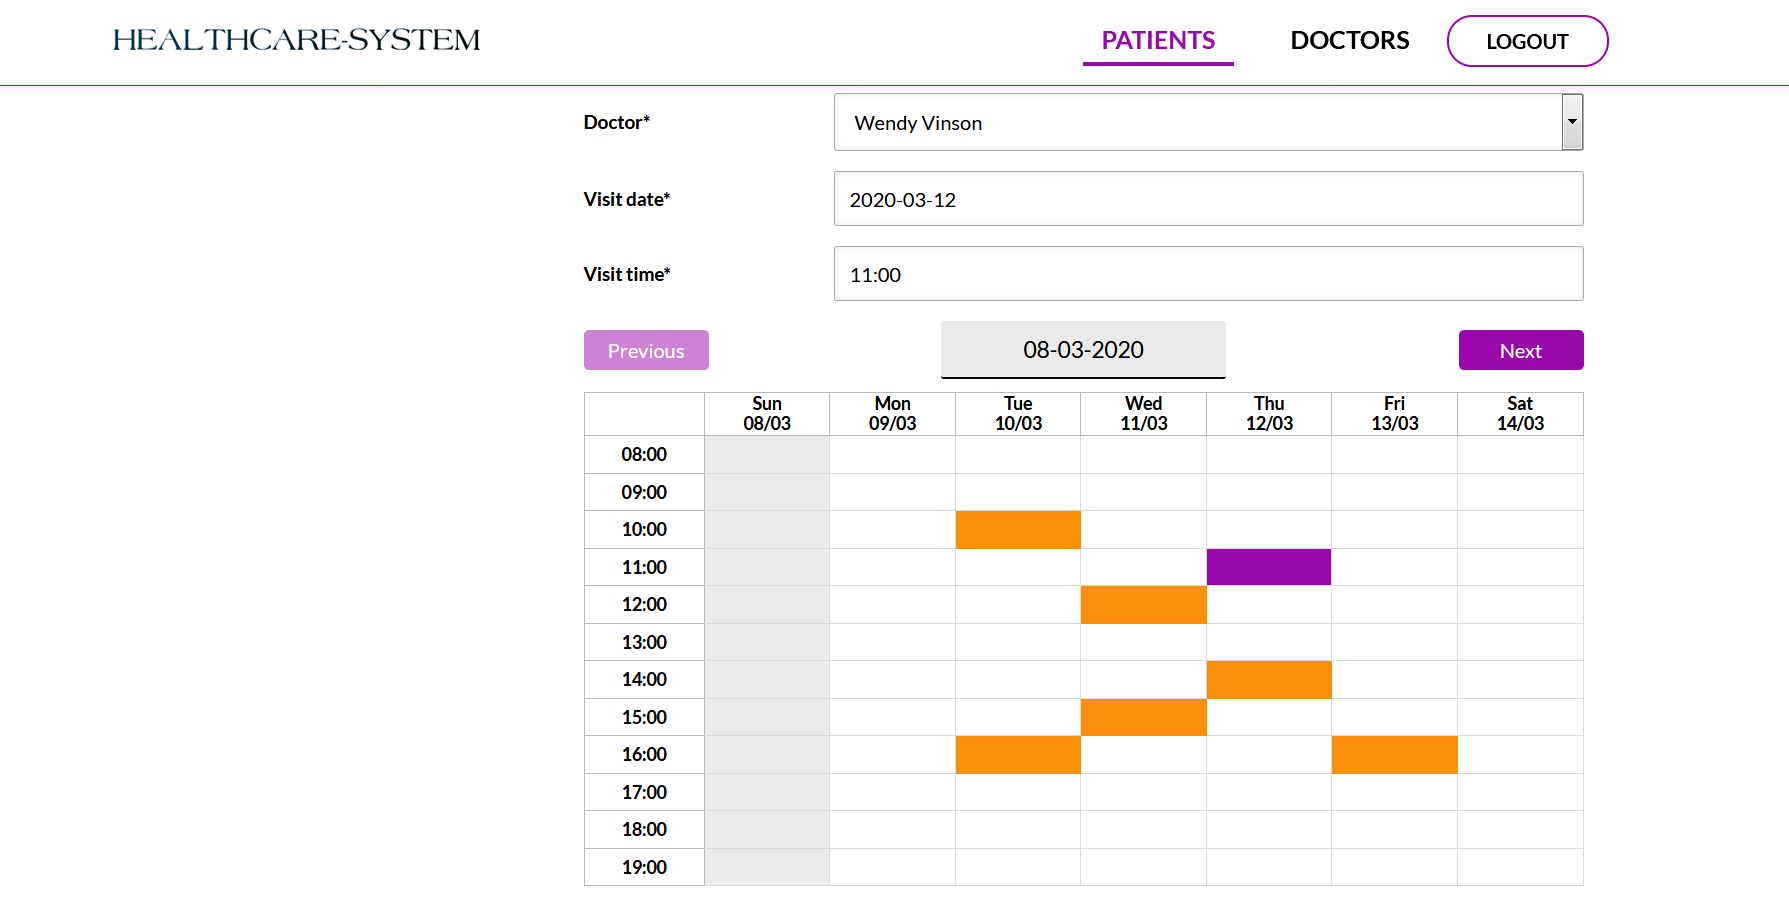 HEALTHCARE-SYSTEM PATIENTS DOCTORS LOGOUT
Doctor* Wendy Vinson
Visit date* 2020-03-12
Visit time* 11:00
Previous 08-03-2020 Next
Sun Mon Tue Wed Thu Fri Sat
08/03 09/03 10/03 11/03 12/03 13/03 14/03
08:00
09:00
10:00
11:00
12:00
13:00
14:00
15:00
16:00
17:00
18:00
19:00